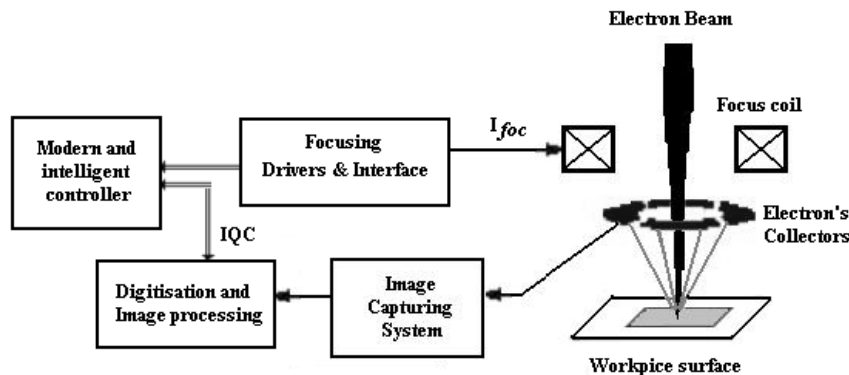 Electron Beam
Focus coil
I foc
Focusing
Drivers & Interface
Modern and
intelligent
controller
Electron's
Collectors
IQC
Digitisation and
Image processing
Image
Capturing
System
Workpice surface